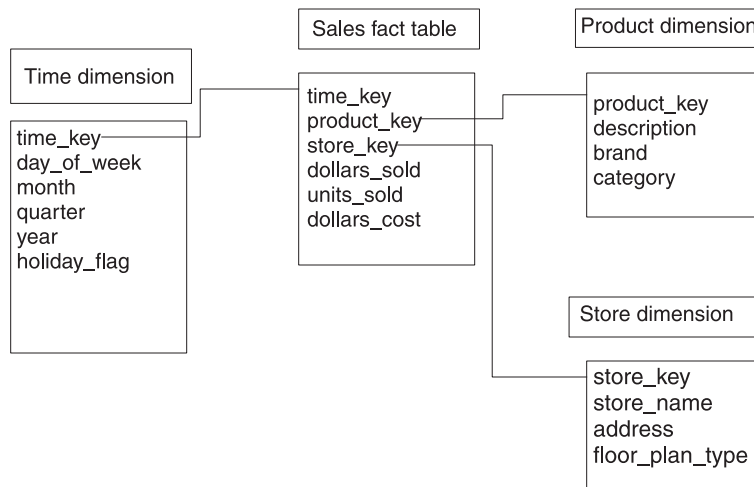 Time dimension
time_key
day_of_week
month
quarter
year
holiday_flag
Sales fact table
time_key
product_key
store_key
dollars_sold
units_sold
dollars_cost
Product dimension
product_key
description
brand
category
Store dimension
store_key
store_name
address
floor_plan_type